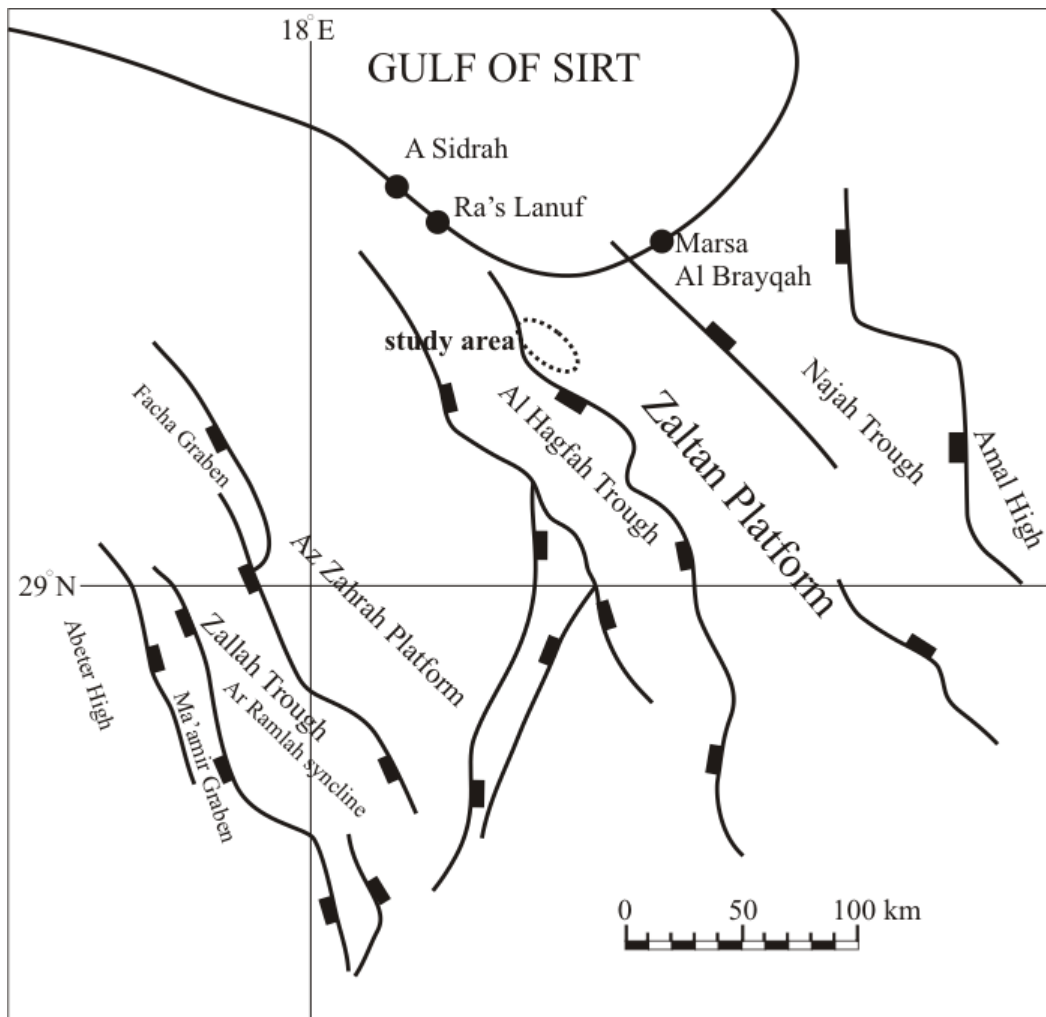 18°E
GULF OF SIRT
A Sidrah
Ra's Lanuf
Marsa
Al Brayqah
study area
Najah Trough
Facha Graben
Al Hagfah Trough
Zaltan Platform
Amal High
29°N
Az Zahrah Platform
Abeter High
Zallah Trough
Ar Ramlah syncline
Ma'amir Graben
0 50 100 km